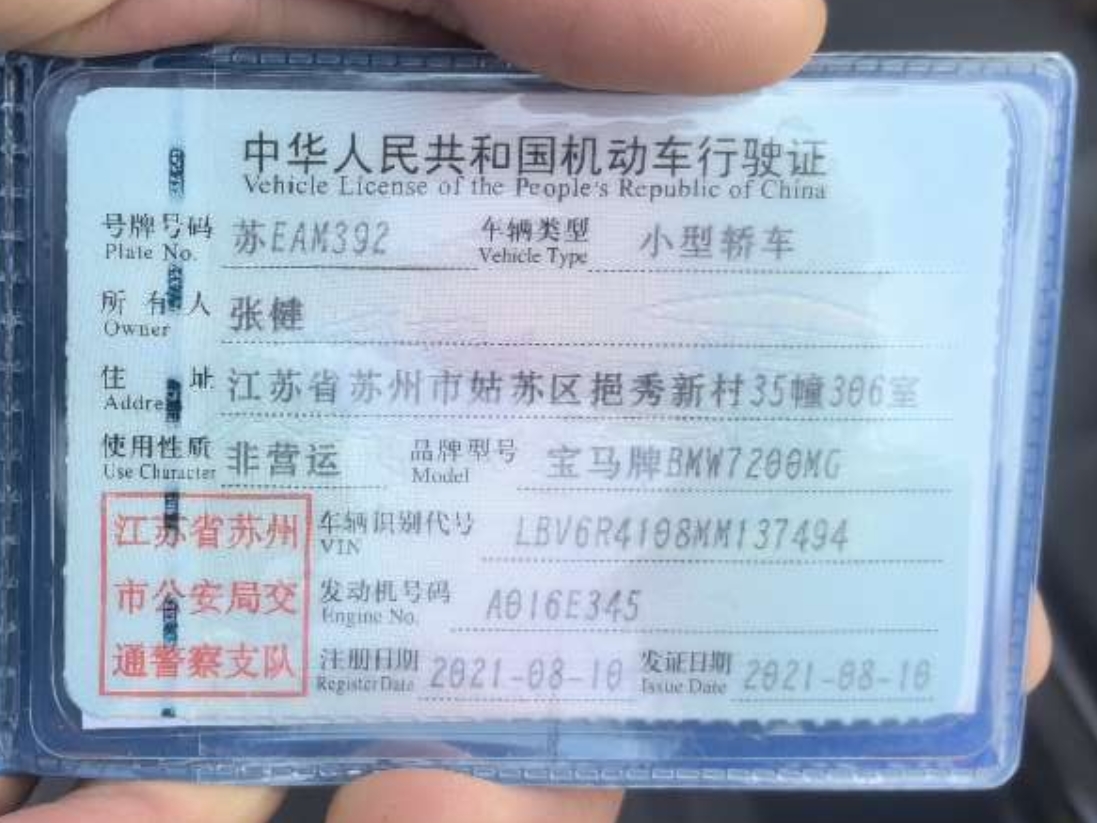 中华人民共和国机动车行驶证
Vehicle License of the People's Republic of China
号牌号码 苏EAM392 车辆类型 小型轿车
Plate No. Vehicle Type
所有人 张健
Owner
住址 江苏省苏州市姑苏区挹秀新村35幢306室
Addre
使用性质 非营运 品牌型号 宝马牌BMW7200MG
Use Character Model
江苏省苏州 车辆识别代号 LBV6R4108MM137494
VIN
市公安局交 发动机号码 A016E345
Engine No.
通警察支队 注册日期 2021-08-10 发证日期 2021-08-10
Register Date Issue Date